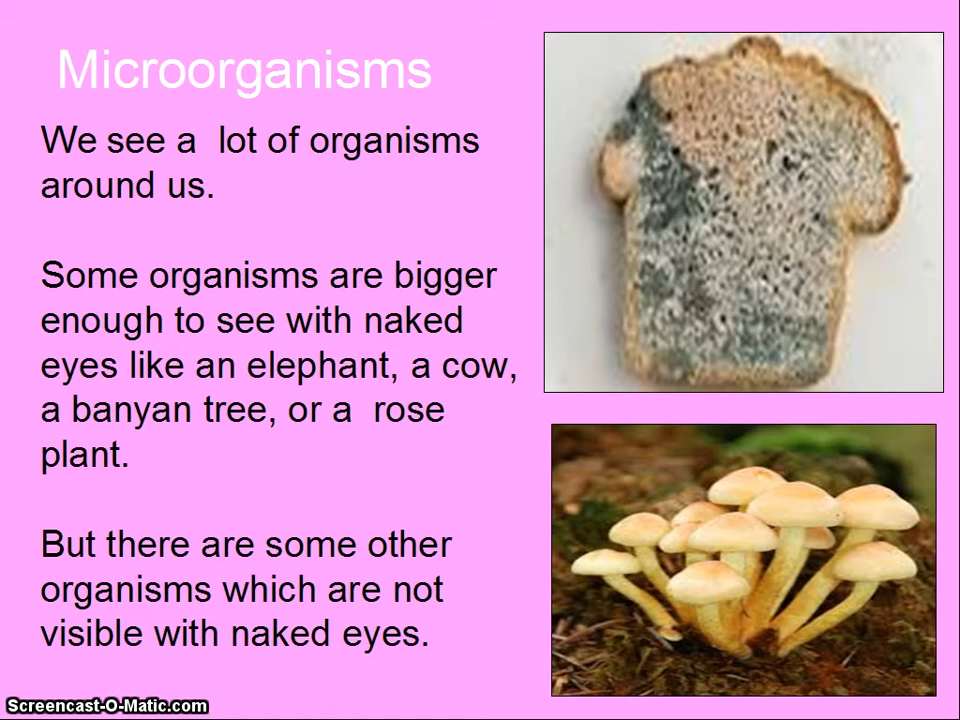 Microorganisms
We see a  lot of organisms
around us.
Some organisms are bigger
enough to see with naked
eyes like an elephant, a cow,
a banyan tree, or a  rose
plant.
But there are some other
organisms which are not
visible with naked eyes.
Screencast-O-Matic.com